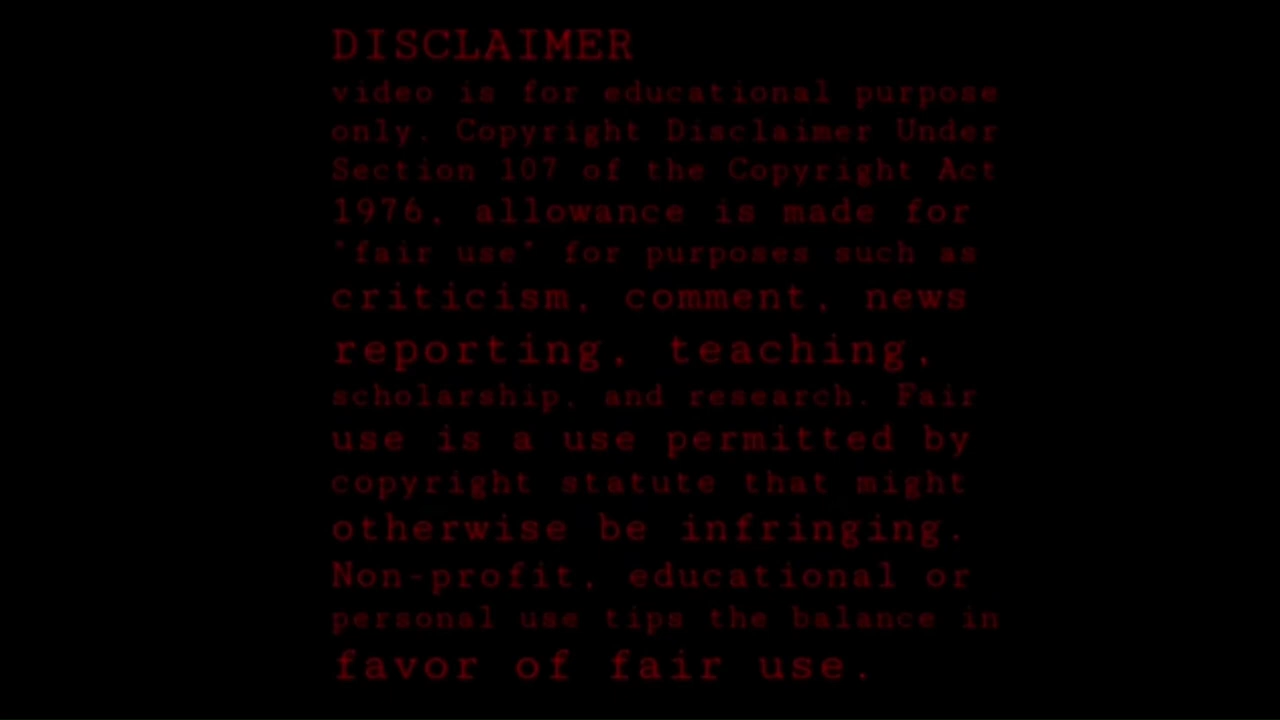 DISCLAIMER
video is for educational purpose
only. Copyright Disclaimer Under
Section 107 of the Copyright Act
1976, allowance is made for
"fair use" for purposes such as
criticism, comment, news
reporting, teaching,
scholarship, and research. Fair
use is a use permitted by
copyright statute that might
otherwise be infringing.
Non-profit, educational or
personal use tips the balance in
favor of fair use.